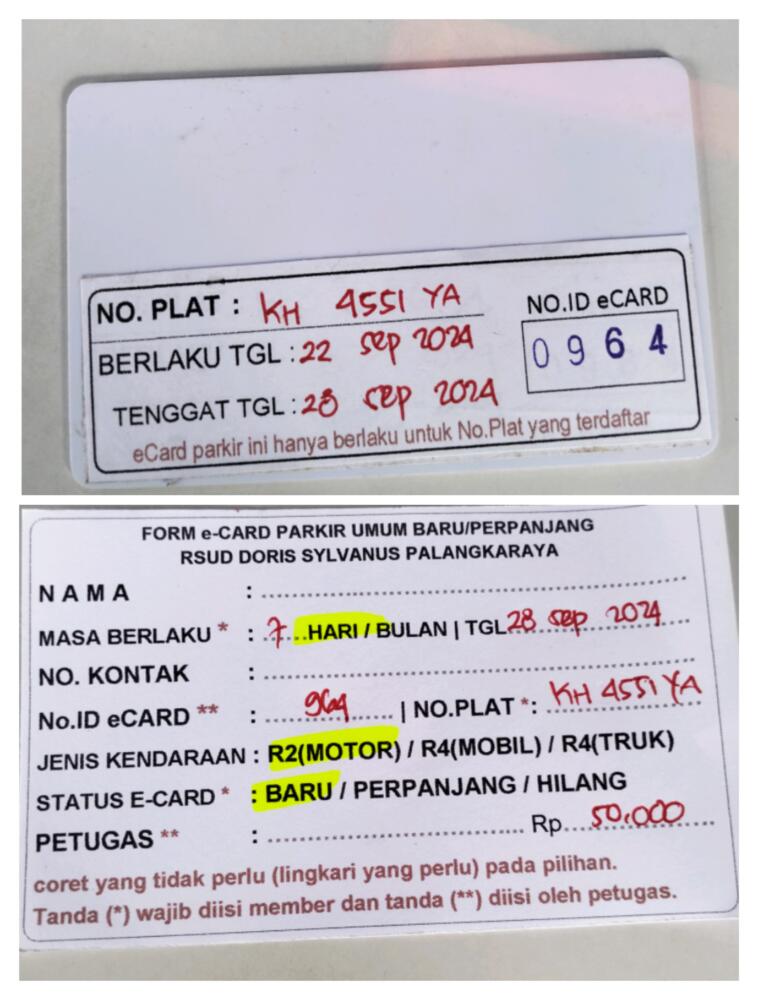 NO. PLAT : KH 4551 YA
NO.ID eCARD
BERLAKU TGL : 22 sep 2024
0964
TENGGAT TGL : 28 sep 2024
eCard parkir ini hanya berlaku untuk No.Plat yang terdaftar
FORM e-CARD PARKIR UMUM BARU/PERPANJANG
RSUD DORIS SYLVANUS PALANGKARAYA
NAMA :
MASA BERLAKU * : 7 HARI / BULAN | TGL 28 sep 2024
NO. KONTAK :
No.ID eCARD ** : 964 | NO.PLAT *: KH 4551 YA
JENIS KENDARAAN : R2(MOTOR) / R4(MOBIL) / R4(TRUK)
STATUS E-CARD * : BARU / PERPANJANG / HILANG
PETUGAS ** : Rp. 50.000
coret yang tidak perlu (lingkari yang perlu) pada pilihan.
Tanda (*) wajib diisi member dan tanda (**) diisi oleh petugas.